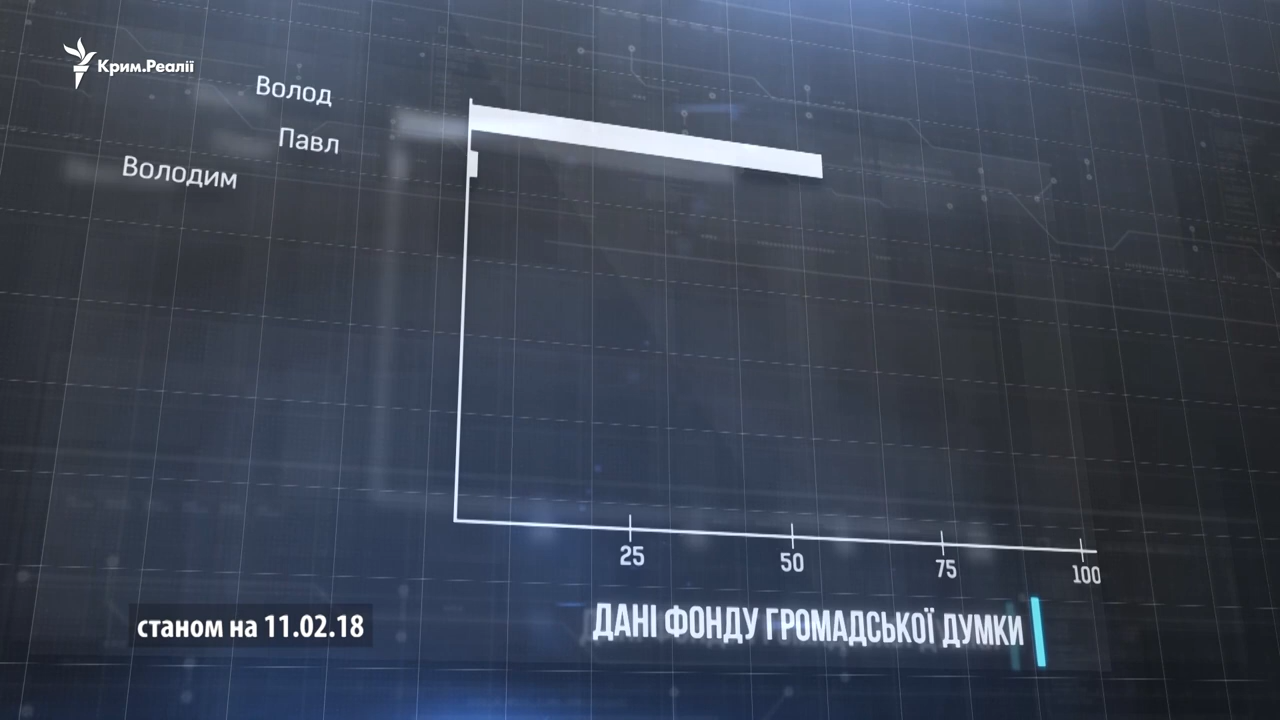 Крим.Реалії
Волод
Павл
Володим
25
50
75
100
ДАНІ ФОНДУ ГРОМАДСЬКОЇ ДУМКИ
станом на 11.02.18